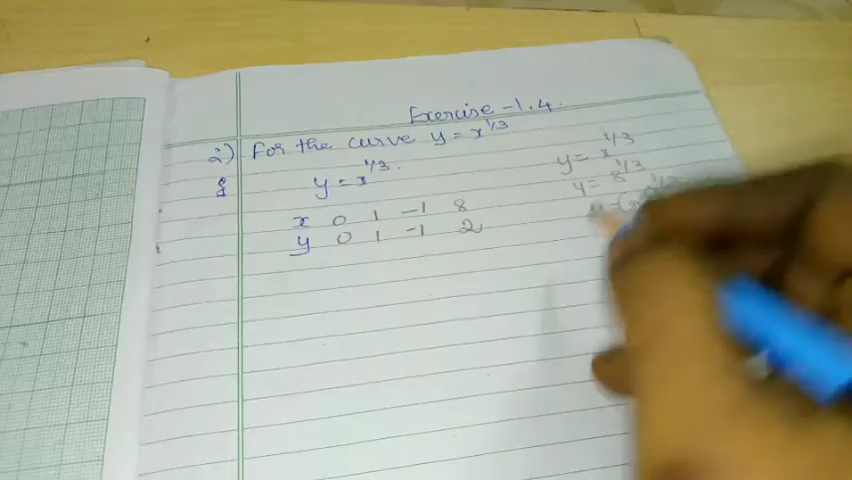 Exercise - 1.4.
2) For the curve y = x^1/3
y = x^1/3.
x 0 1 -1 8
y 0 1 -1 2
y = x^1/3
y = 8^1/3